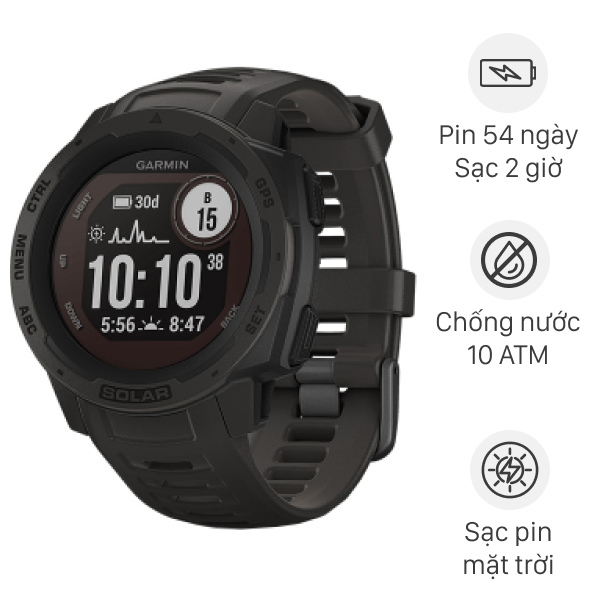 GARMIN
CTRL
LIGHT
GPS
30d
B
15
MENU
10:10 38
ABC
DOWN
BACK
SET
5:56 8:47
SOLAR
Pin 54 ngày
Sạc 2 giờ
Chống nước
10 ATM
Sạc pin
mặt trời